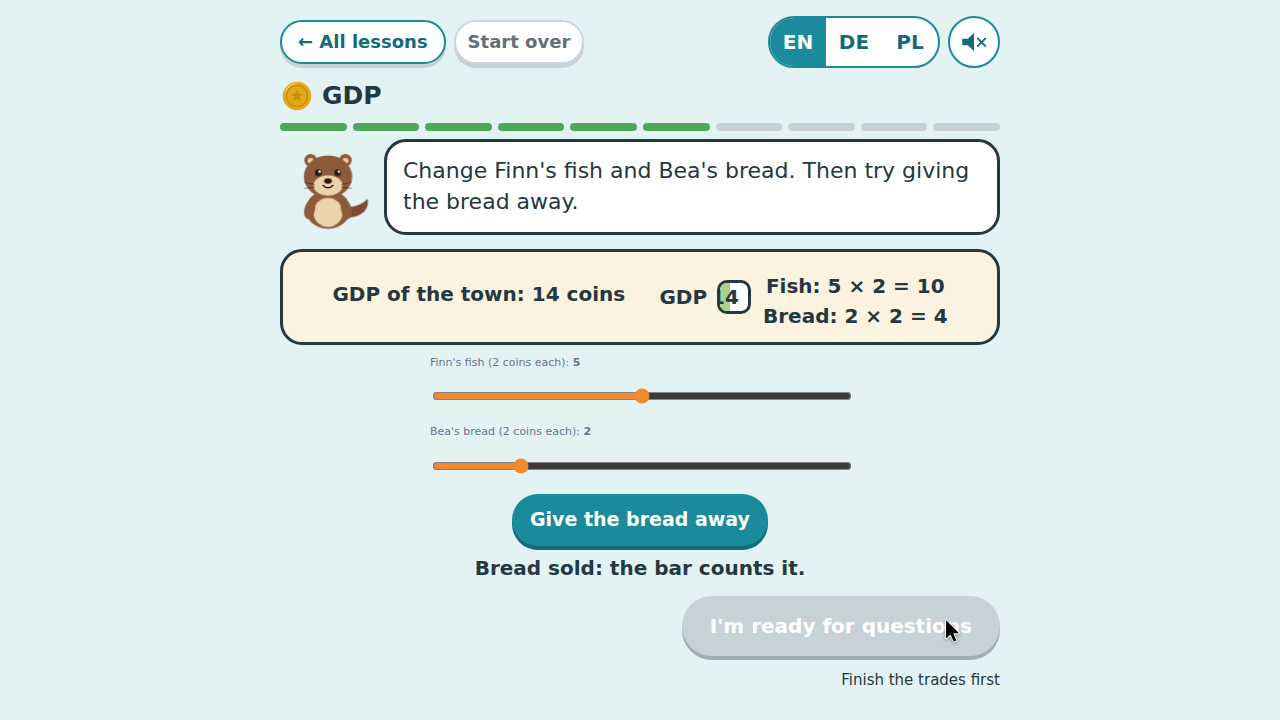 ← All lessons
Start over
EN DE PL
GDP
Change Finn's fish and Bea's bread. Then try giving
the bread away.
GDP of the town: 14 coins
GDP
Fish: 5 × 2 = 10
Bread: 2 × 2 = 4
Finn's fish (2 coins each): 5
Bea's bread (2 coins each): 2
Give the bread away
Bread sold: the bar counts it.
I'm ready for questions
Finish the trades first